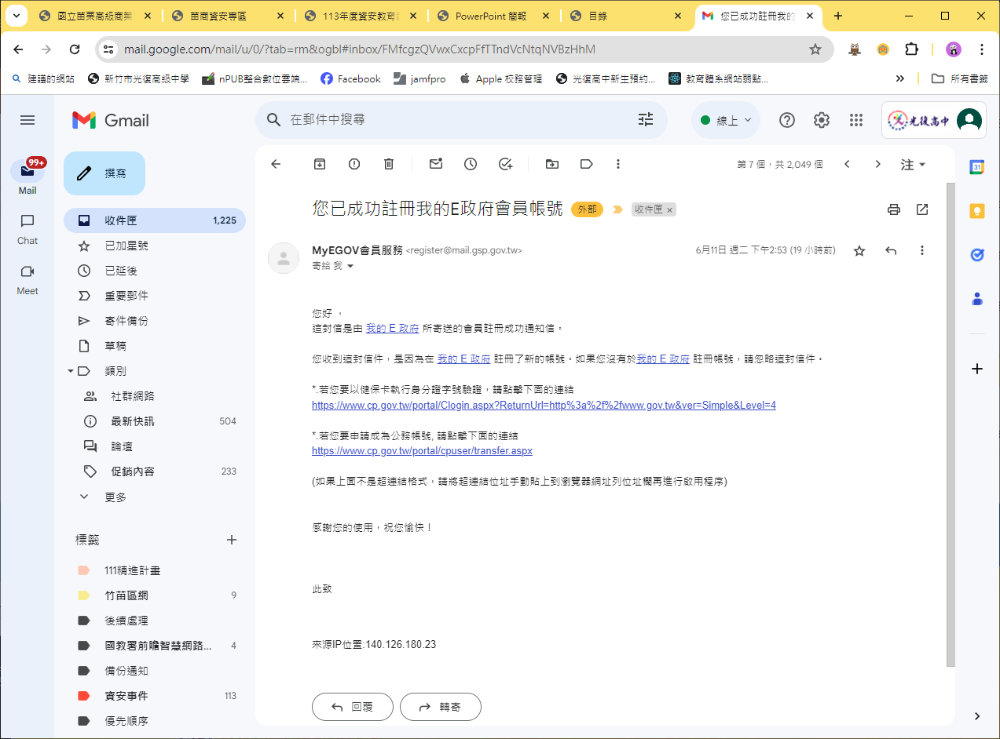 國立苗栗高級商業
苗商資安專區
113年度資安教育
PowerPoint 簡報
目錄
您已成功註冊我的
mail.google.com/mail/u/0/?tab=rm&ogbl#inbox/FMfcgzQVwxCxcpFfTTndVcNtqNVBzHhM
建議的網站
新竹市光復高級中學
nPUB整合數位雲端...
Facebook
jamfpro
Apple 校務管理
光復高中新生預約...
教育體系網站弱點...
所有書籤
Gmail
在郵件中搜尋
線上
光復高中
99+
Mail
Chat
Meet
撰寫
收件匣 1,225
已加星號
已延後
重要郵件
寄件備份
草稿
類別
社群網路
最新快訊 504
論壇
促銷內容 233
更多
標籤
111精進計畫
竹苗區網 9
後續處理
國教署前瞻智慧網路... 4
備份通知
資安事件 113
優先順序
第 7 個，共 2,049 個
注
31
您已成功註冊我的E政府會員帳號 外部 收件匣
MyEGOV會員服務 <register@mail.gsp.gov.tw>
6月11日 週二 下午2:53 (19 小時前)
寄給 我
您好 ，
這封信是由 我的 E 政府 所寄送的會員註冊成功通知信。
您收到這封信件，是因為在 我的 E 政府 註冊了新的帳號。如果您沒有於我的 E 政府 註冊帳號，請忽略這封信件。
*.若您要以健保卡執行身分證字號驗證，請點擊下面的連結
https://www.cp.gov.tw/portal/Clogin.aspx?ReturnUrl=http%3a%2f%2fwww.gov.tw&ver=Simple&Level=4
*.若您要申請成為公務帳號, 請點擊下面的連結
https://www.cp.gov.tw/portal/cpuser/transfer.aspx
(如果上面不是超連結格式，請將超連結位址手動貼上到瀏覽器網址列位址欄再進行啟用程序)
感謝您的使用，祝您愉快！
此致
來源IP位置:140.126.180.23
回覆
轉寄